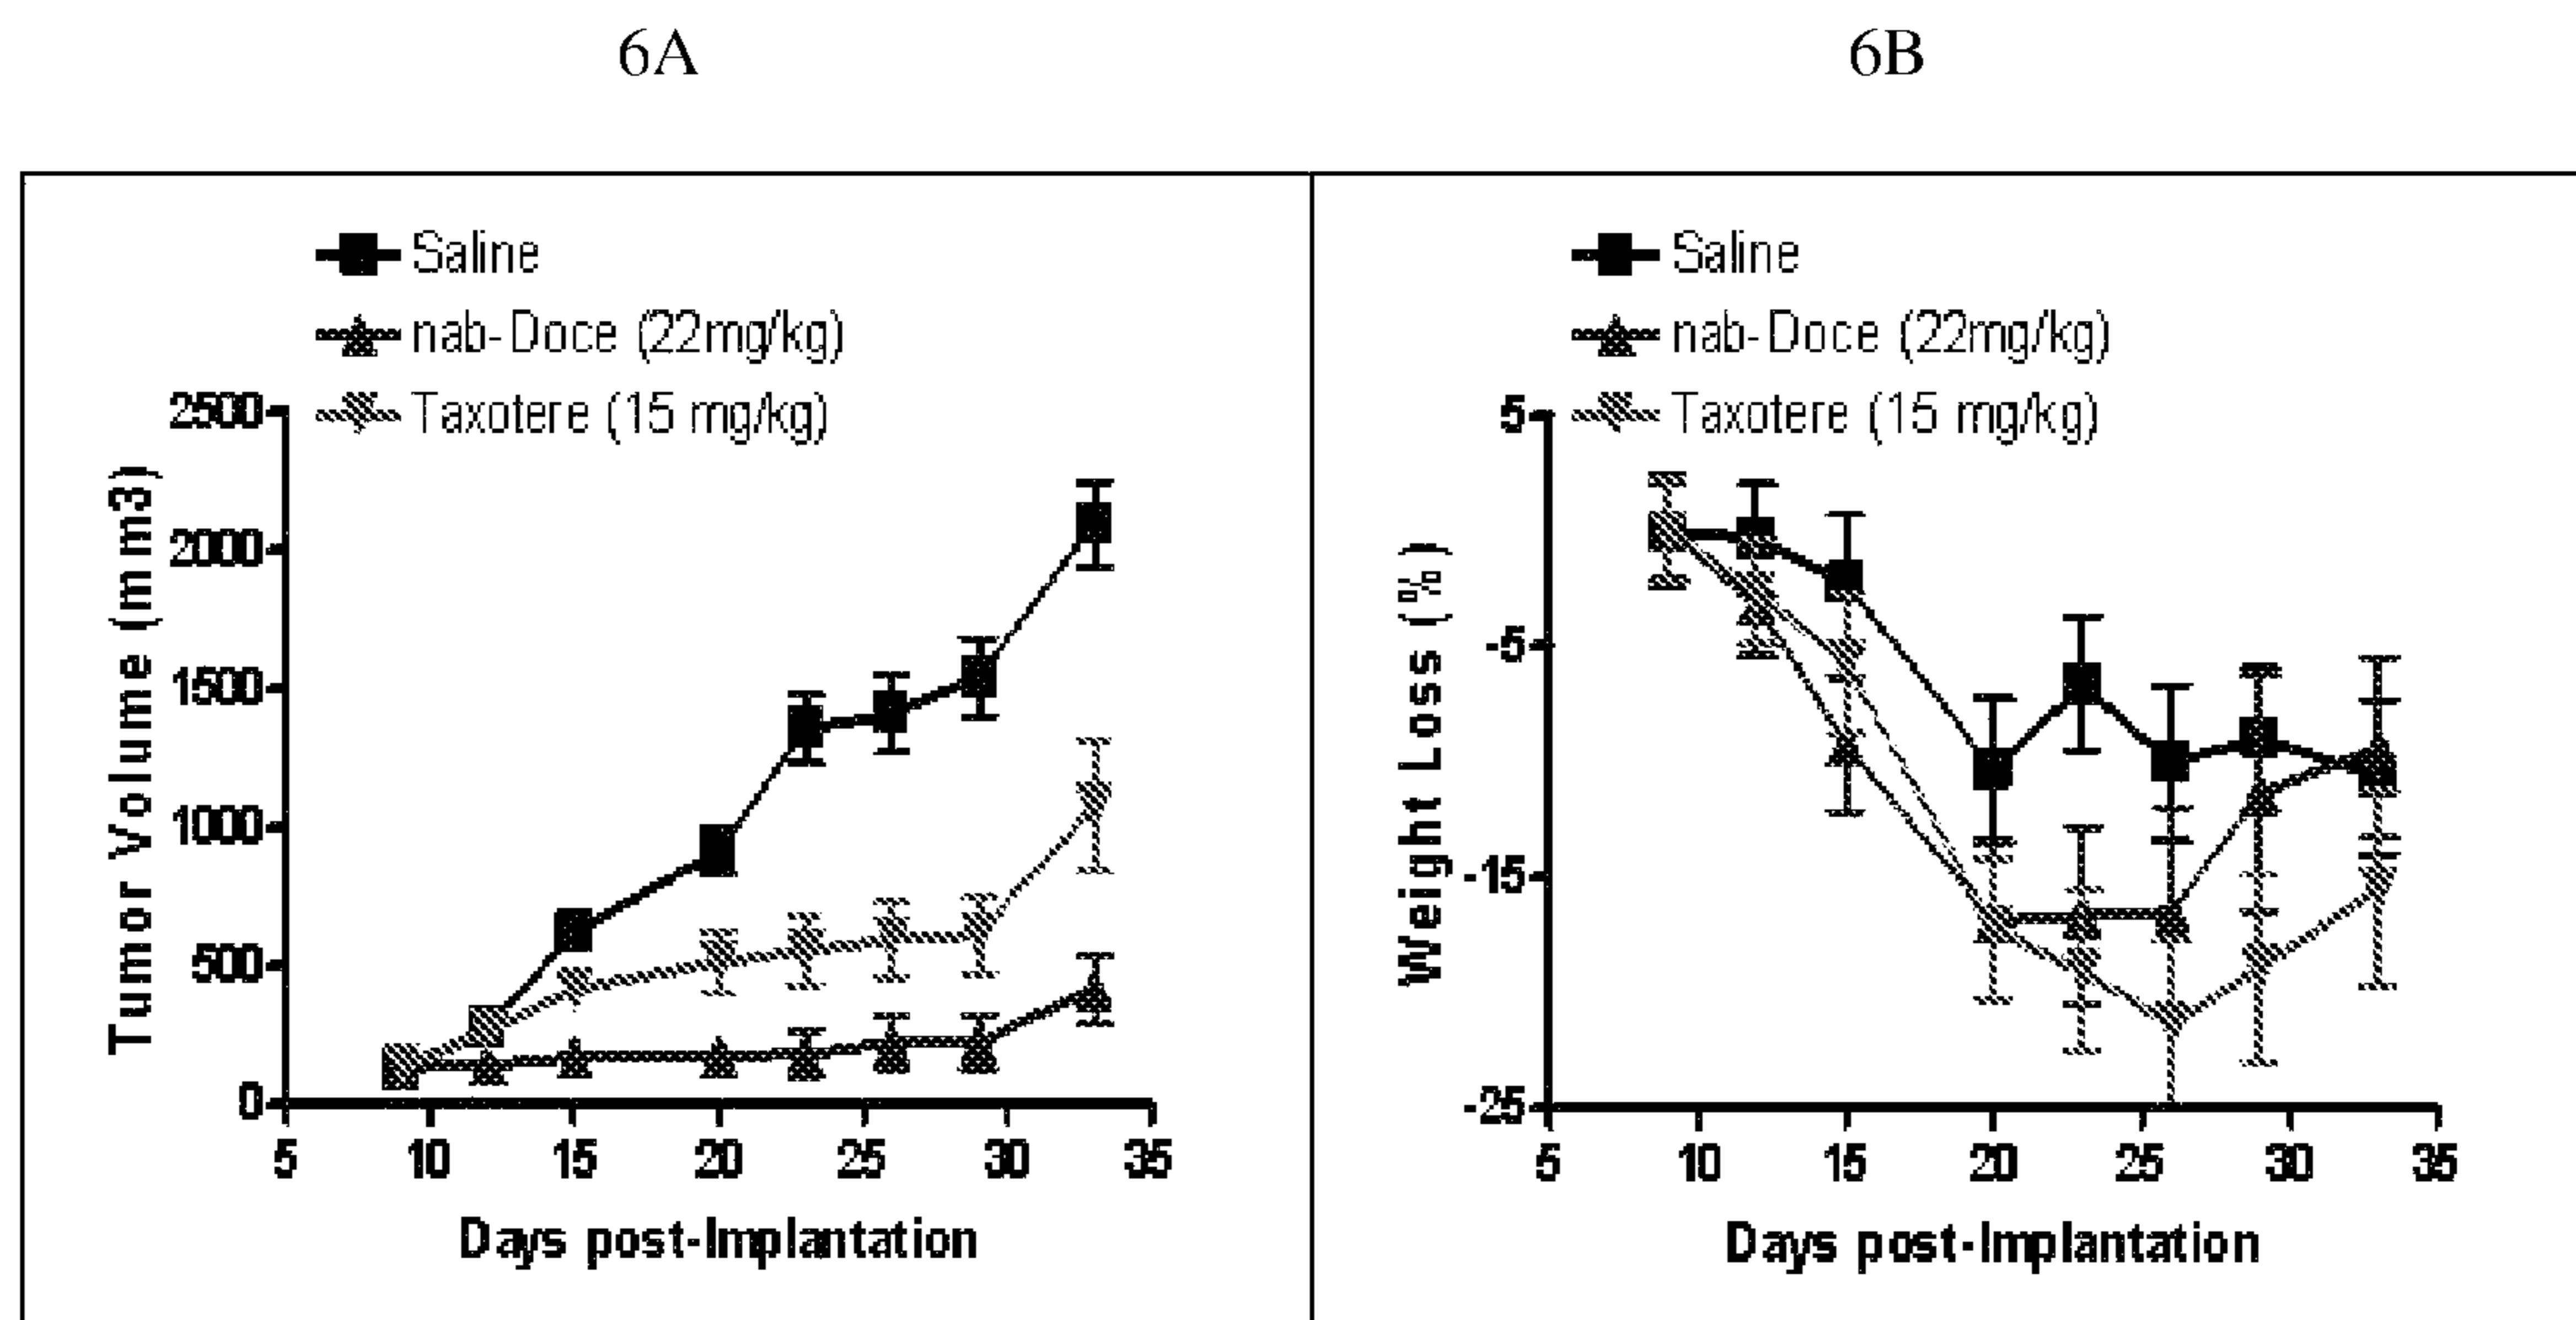 6A
6B
Saline
nab-Doce (22mg/kg)
Taxotere (15 mg/kg)
2500
2000
1500
1000
500
0
Tumor Volume (mm3)
5 10 15 20 25 30 35
Days post-Implantation
Saline
nab-Doce (22mg/kg)
Taxotere (15 mg/kg)
5
-5
-15
-25
Weight Loss (%)
5 10 15 20 25 30 35
Days post-Implantation